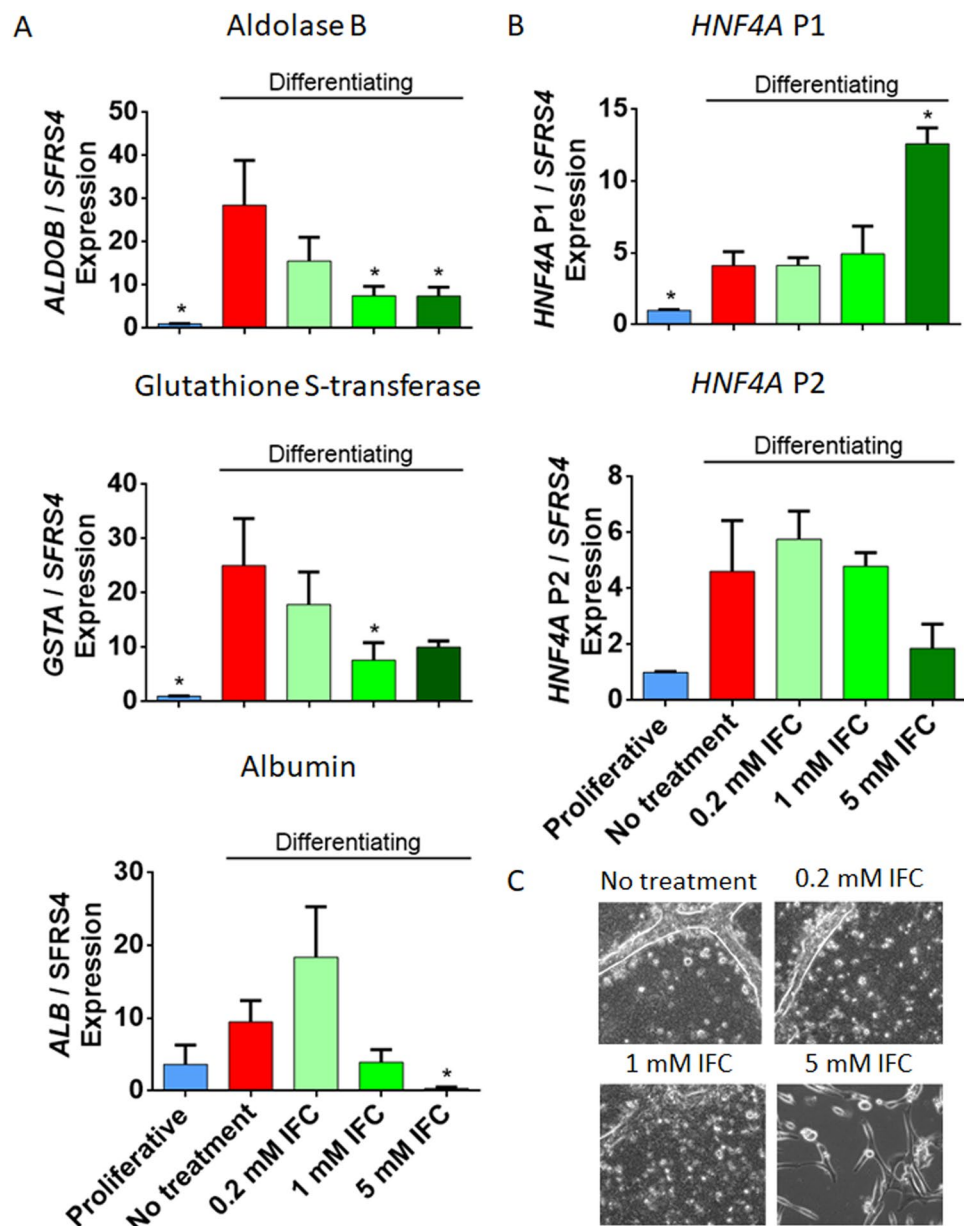 A
Aldolase B
Differentiating
ALDOB / SFRS4
Expression
50
40
30
20
10
0
*
*
*
Glutathione S-transferase
Differentiating
GSTA / SFRS4
Expression
40
30
20
10
0
*
*
Albumin
Differentiating
ALB / SFRS4
Expression
30
20
10
0
*
Proliferative
No treatment
0.2 mM IFC
1 mM IFC
5 mM IFC
B
HNF4A P1
Differentiating
HNF4A P1 / SFRS4
Expression
15
10
5
0
*
*
HNF4A P2
Differentiating
HNF4A P2 / SFRS4
Expression
8
6
4
2
0
Proliferative
No treatment
0.2 mM IFC
1 mM IFC
5 mM IFC
C
No treatment
0.2 mM IFC
1 mM IFC
5 mM IFC